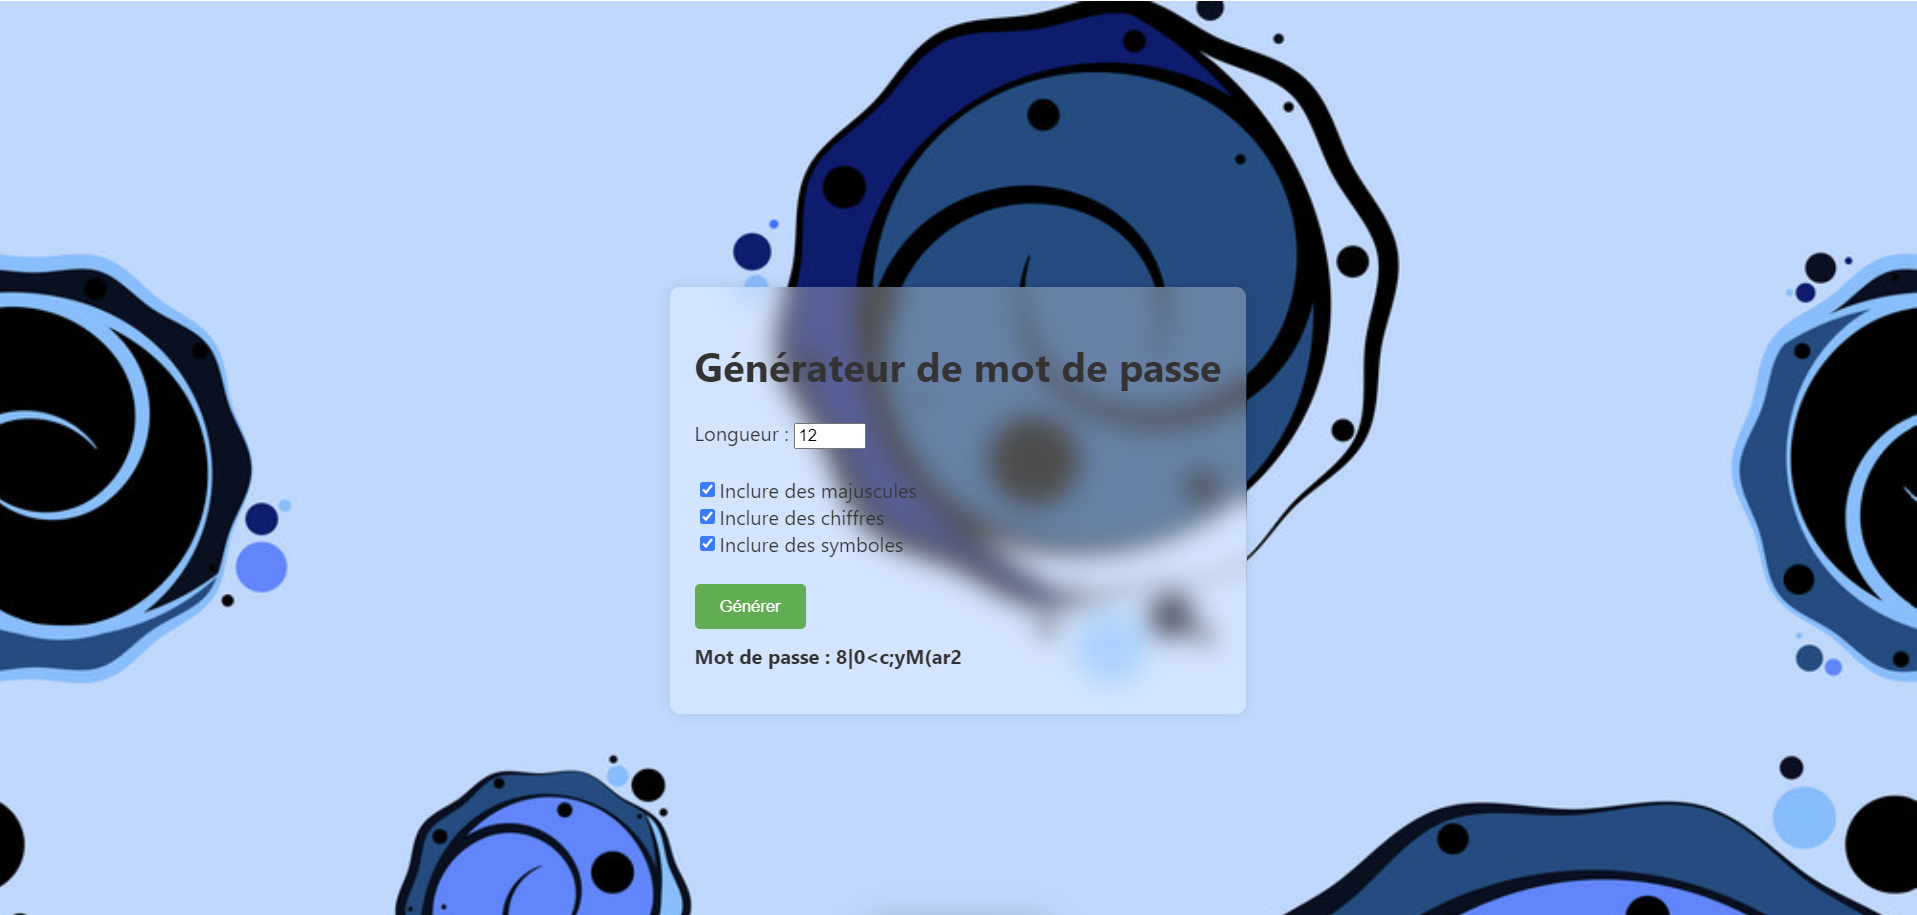 Générateur de mot de passe
Longueur : 12
Inclure des majuscules
Inclure des chiffres
Inclure des symboles
Générer
Mot de passe : 8|0<c;yM(ar2